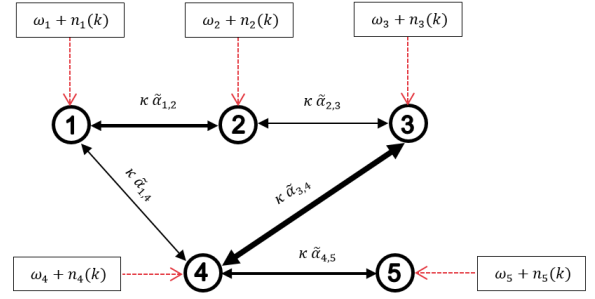 ω₁ + n₁(k)
ω₂ + n₂(k)
ω₃ + n₃(k)
κ α̃₁,₂
κ α̃₂,₃
1
2
3
κ α̃₁,₄
κ α̃₃,₄
ω₄ + n₄(k)
4
κ α̃₄,₅
5
ω₅ + n₅(k)